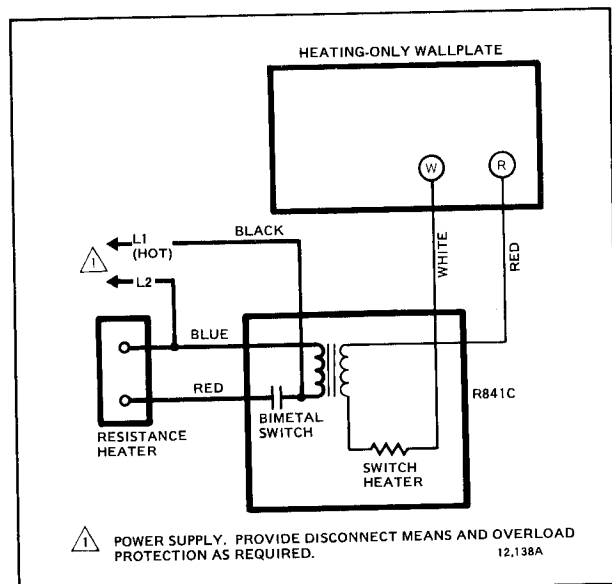 HEATING-ONLY WALLPLATE
W
R
BLACK
L1
(HOT)
1
L2
WHITE
RED
BLUE
RED
BIMETAL
SWITCH
R841C
RESISTANCE
HEATER
SWITCH
HEATER
1 POWER SUPPLY. PROVIDE DISCONNECT MEANS AND OVERLOAD
PROTECTION AS REQUIRED.
12,138A